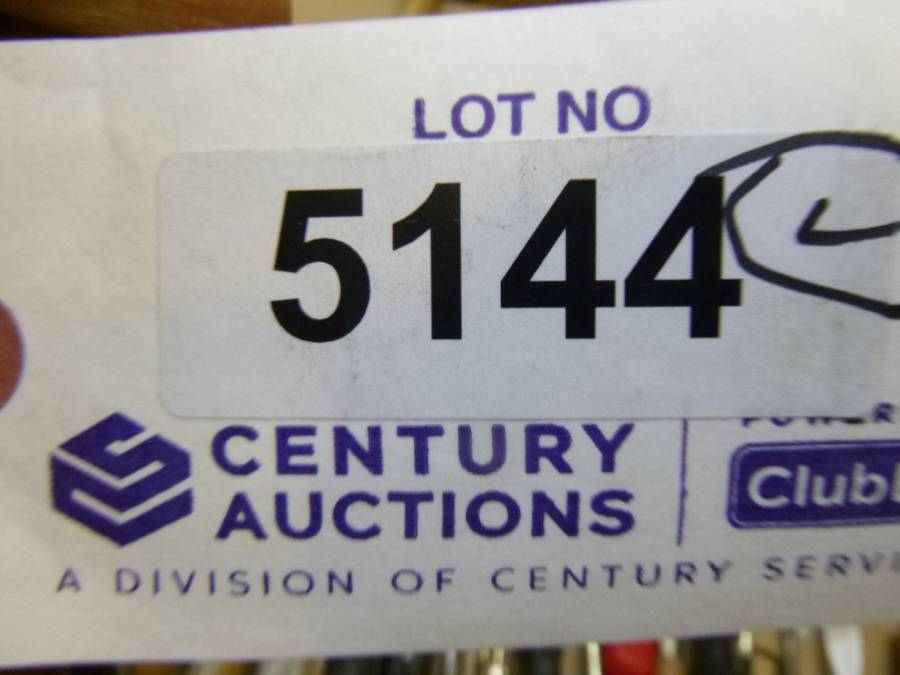 LOT NO
5144
CENTURY
AUCTIONS
A DIVISION OF CENTURY